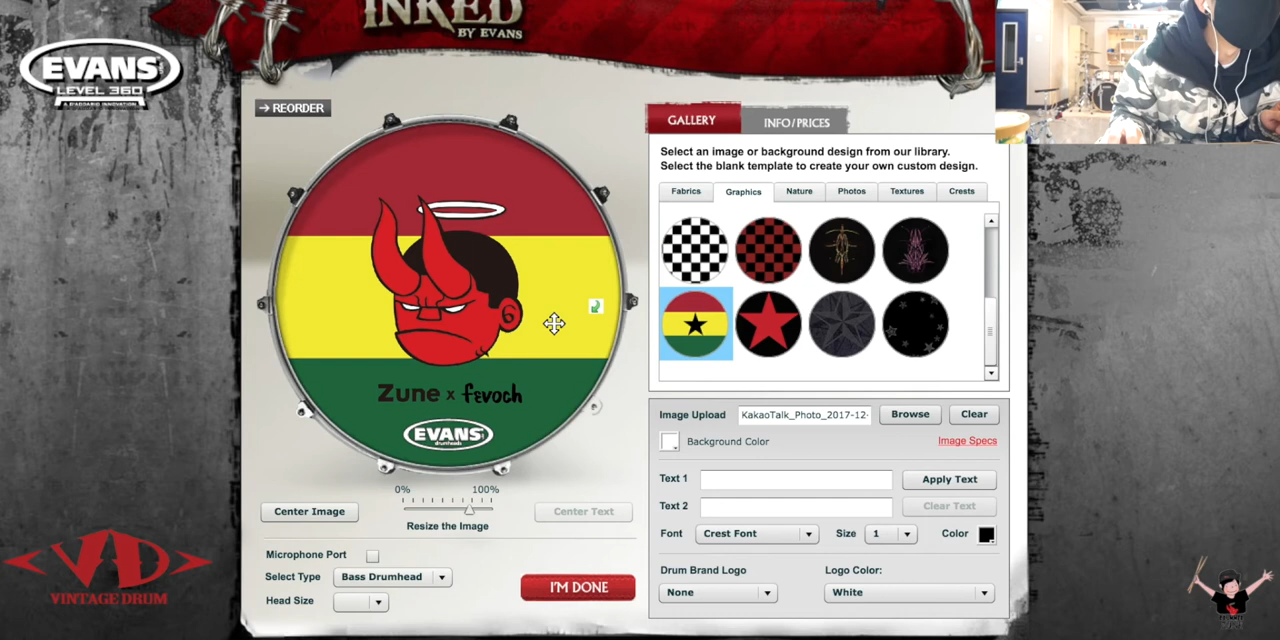 INKED
BY EVANS
EVANS
LEVEL 360
A D'ADDARIO INNOVATION
REORDER
GALLERY
INFO/PRICES
Select an image or background design from our library.
Select the blank template to create your own custom design.
Fabrics
Graphics
Nature
Photos
Textures
Crests
Zune x fevoch
EVANS
drumheads
Image Upload
KakaoTalk_Photo_2017-12-
Browse
Clear
Background Color
Image Specs
Text 1
Apply Text
Text 2
Clear Text
Font
Crest Font
Size
1
Color
Drum Brand Logo
Logo Color:
None
White
0%
100%
Center Image
Center Text
Resize the Image
Microphone Port
Select Type
Bass Drumhead
Head Size
I'M DONE
VD
VINTAGE DRUM